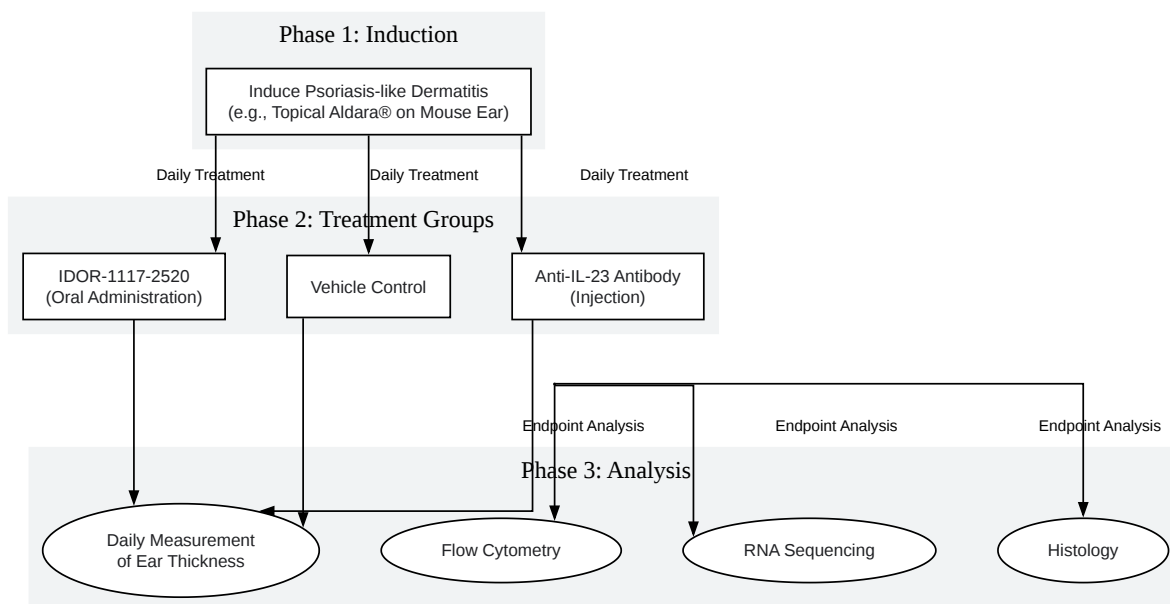 Phase 1: Induction
Induce Psoriasis-like Dermatitis
(e.g., Topical Aldara® on Mouse Ear)
Daily Treatment
Daily Treatment
Daily Treatment
Phase 2: Treatment Groups
IDOR-1117-2520
(Oral Administration)
Vehicle Control
Anti-IL-23 Antibody
(Injection)
Endpoint Analysis
Endpoint Analysis
Endpoint Analysis
Phase 3: Analysis
Daily Measurement
of Ear Thickness
Flow Cytometry
RNA Sequencing
Histology